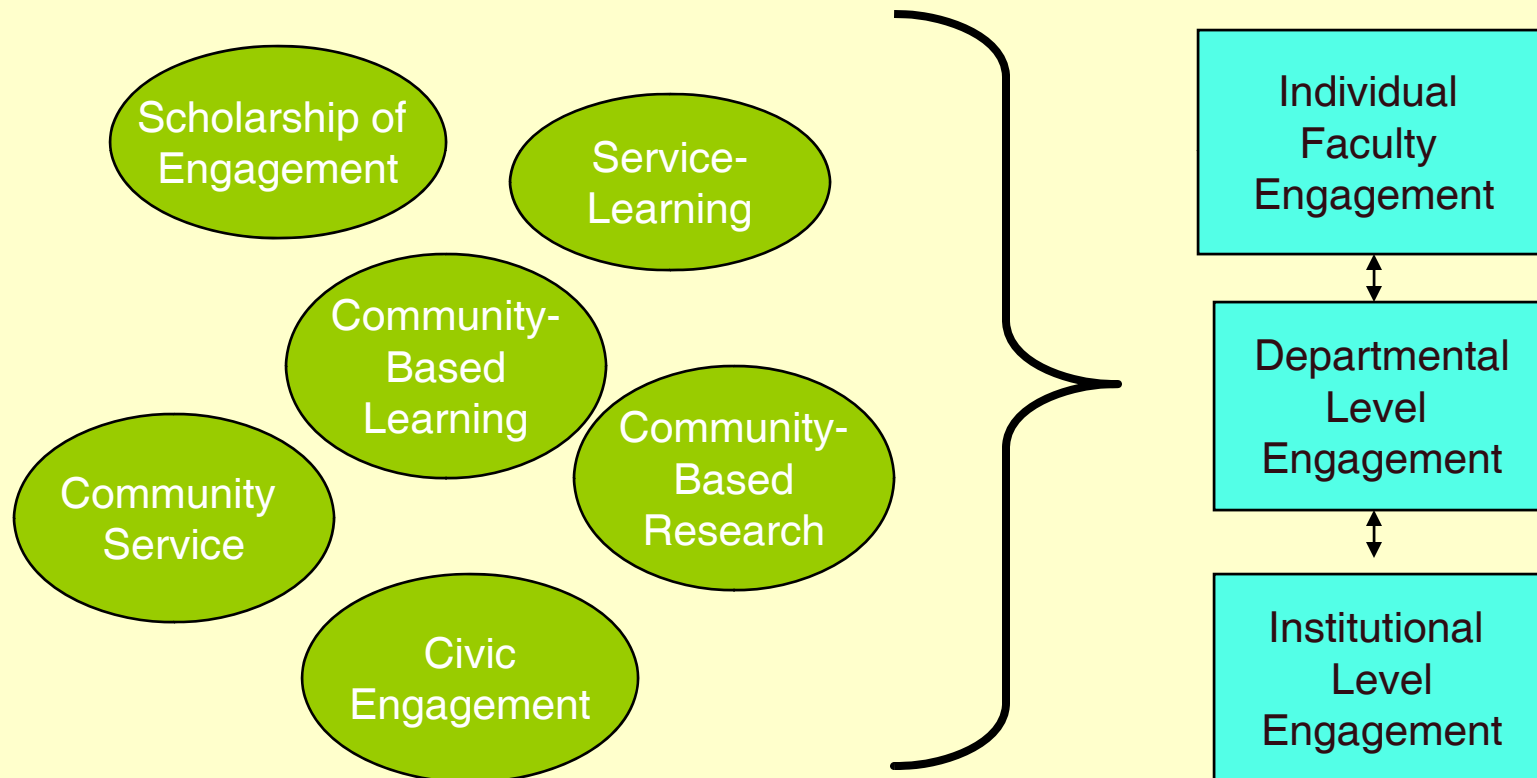 Scholarship of
Engagement
Service-
Learning
Community-
Based
Learning
Community-
Based
Research
Community
Service
Civic
Engagement
Individual
Faculty
Engagement
Departmental
Level
Engagement
Institutional
Level
Engagement